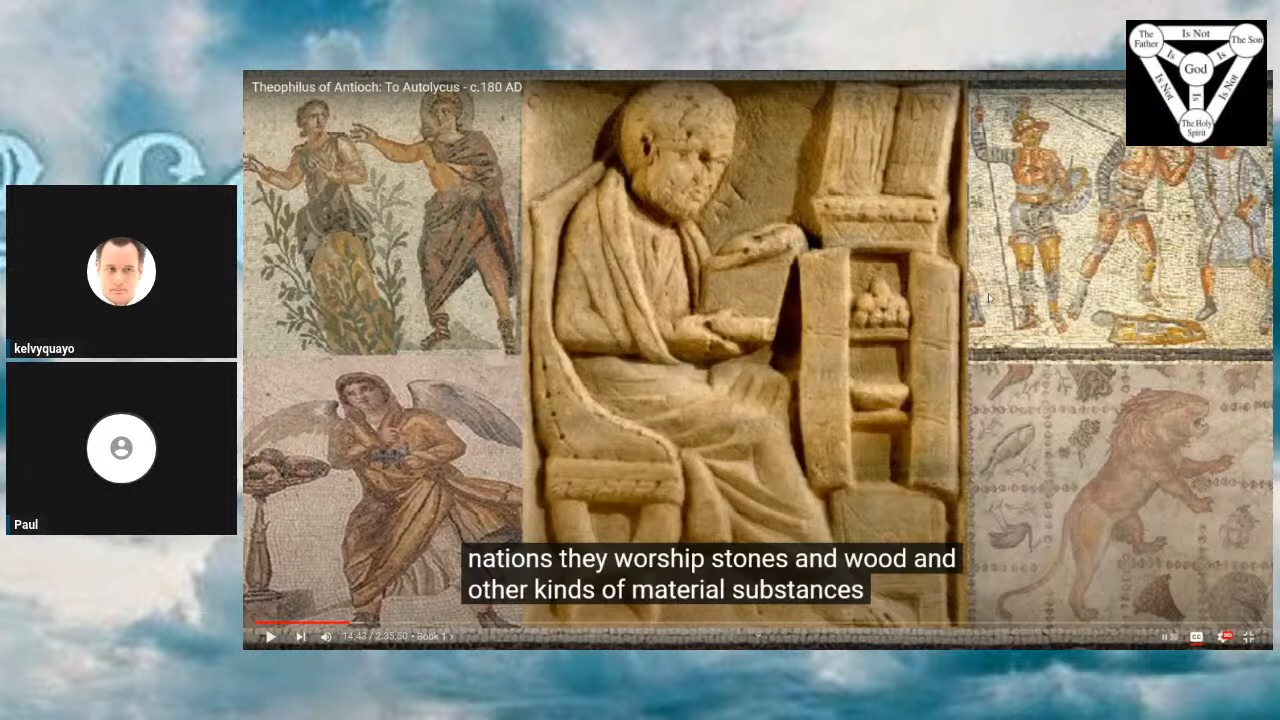 Theophilus of Antioch: To Autolycus - c.180 AD
The Father
Is Not
The Son
Is
Is
God
Is Not
Is
Is Not
The Holy Spirit
kelvyquayo
Paul
nations they worship stones and wood and
other kinds of material substances
14:43 / 2:35:50 • Book 1 ›
CC
HD